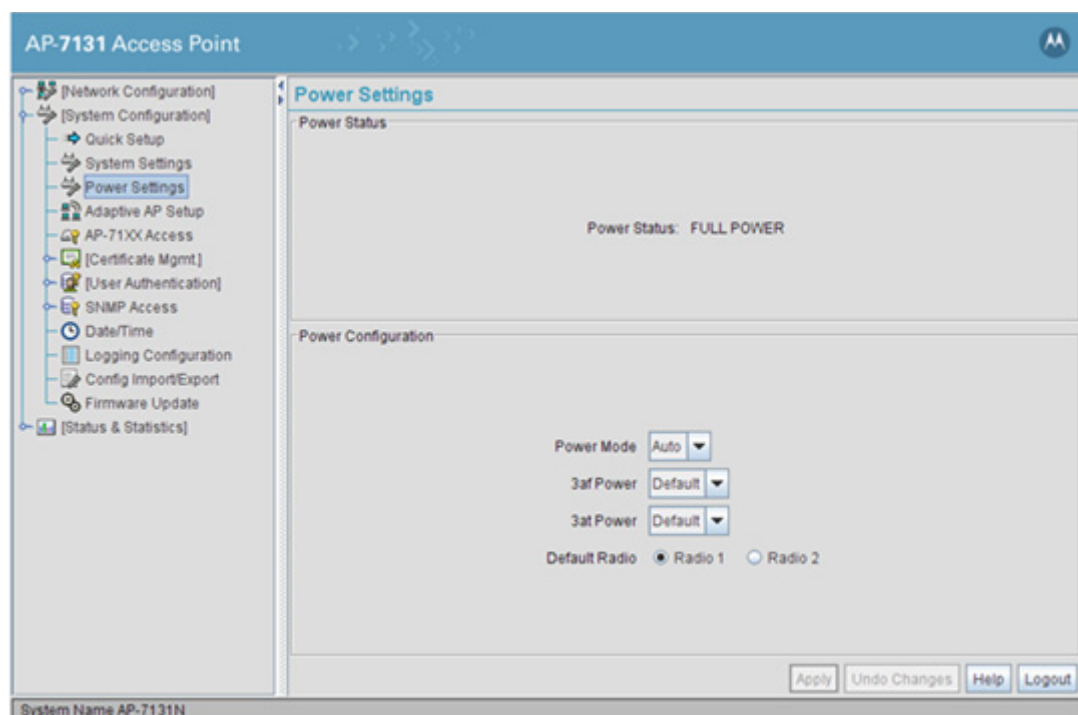 AP-7131 Access Point
[Network Configuration]
[System Configuration]
Quick Setup
System Settings
Power Settings
Adaptive AP Setup
AP-71XX Access
[Certificate Mgmt.]
[User Authentication]
SNMP Access
Date/Time
Logging Configuration
Config Import/Export
Firmware Update
[Status & Statistics]
Power Settings
Power Status
Power Status: FULL POWER
Power Configuration
Power Mode Auto
3af Power Default
3at Power Default
Default Radio Radio 1 Radio 2
Apply Undo Changes Help Logout
System Name AP-7131N